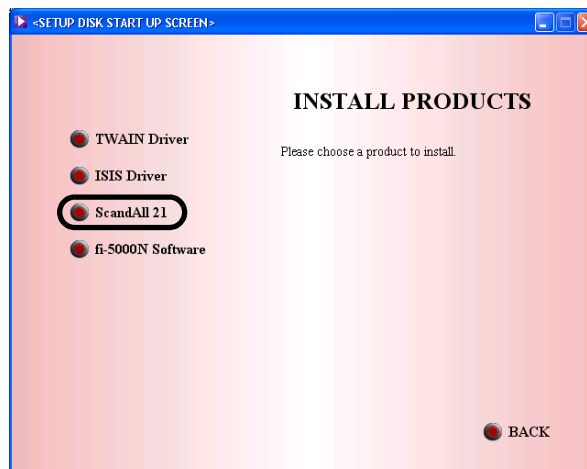 <SETUP DISK START UP SCREEN>
INSTALL PRODUCTS
Please choose a product to install.
TWAIN Driver
ISIS Driver
ScandAll 21
fi-5000N Software
BACK